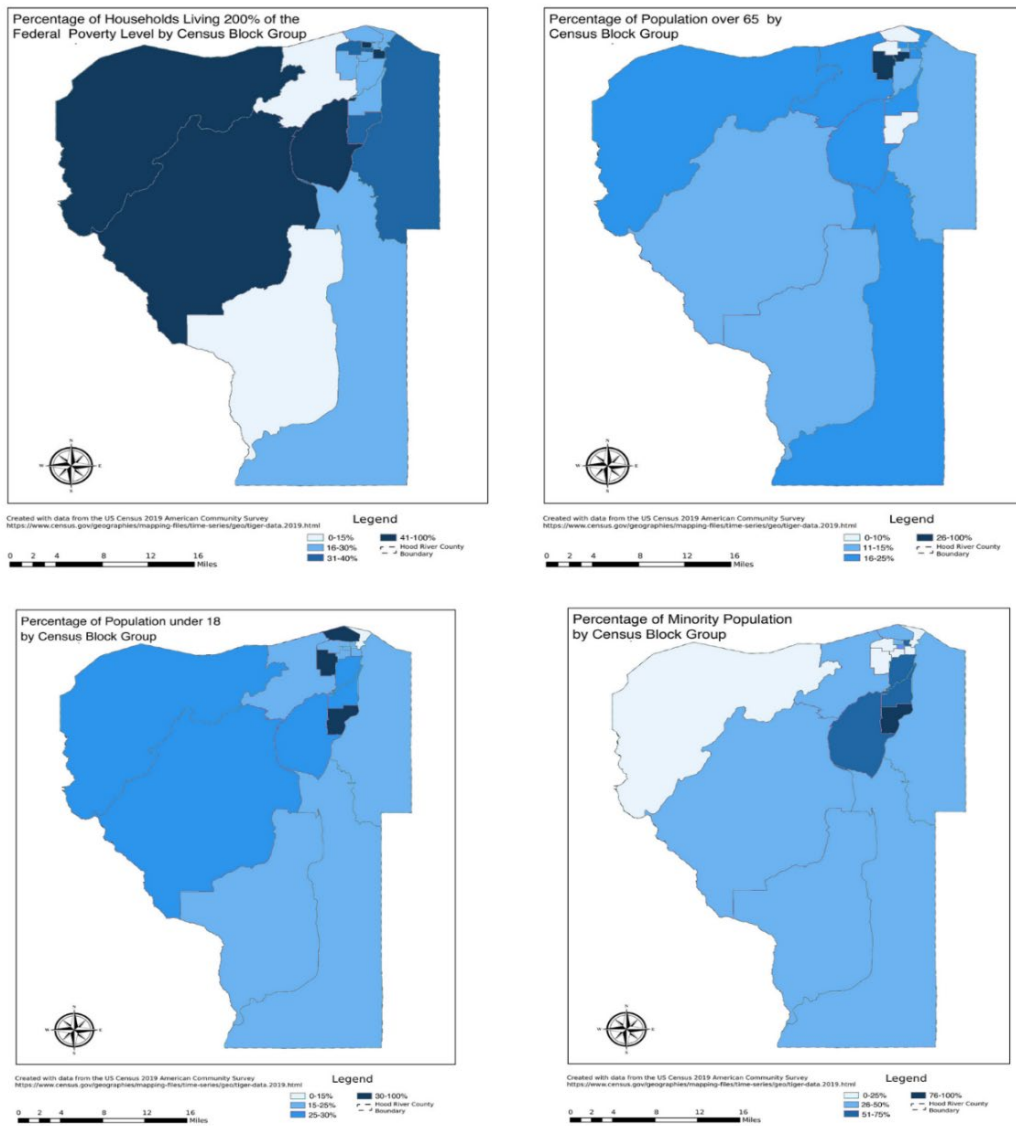 Percentage of Households Living 200% of the
Federal Poverty Level by Census Block Group
N
W
E
S
Created with data from the US Census 2019 American Community Survey
https://www.census.gov/geographies/mapping-files/time-series/geo/tiger-data.2019.html
Legend
0-15%
41-100%
16-30%
Hood River County
Boundary
31-40%
0 2 4 8 12 16
Miles
Percentage of Population over 65 by
Census Block Group
N
W
E
S
Created with data from the US Census 2019 American Community Survey
https://www.census.gov/geographies/mapping-files/time-series/geo/tiger-data.2019.html
Legend
0-10%
26-100%
11-15%
Hood River County
Boundary
16-25%
0 2 4 8 12 16
Miles
Percentage of Population under 18
by Census Block Group
N
W
E
S
Created with data from the US Census 2019 American Community Survey
https://www.census.gov/geographies/mapping-files/time-series/geo/tiger-data.2019.html
Legend
0-15%
30-100%
15-25%
Hood River County
Boundary
25-30%
0 2 4 8 12 16
Miles
Percentage of Minority Population
by Census Block Group
N
W
E
S
Created with data from the US Census 2019 American Community Survey
https://www.census.gov/geographies/mapping-files/time-series/geo/tiger-data.2019.html
Legend
0-25%
76-100%
26-50%
Hood River County
Boundary
51-75%
0 2 4 8 12 16
Miles